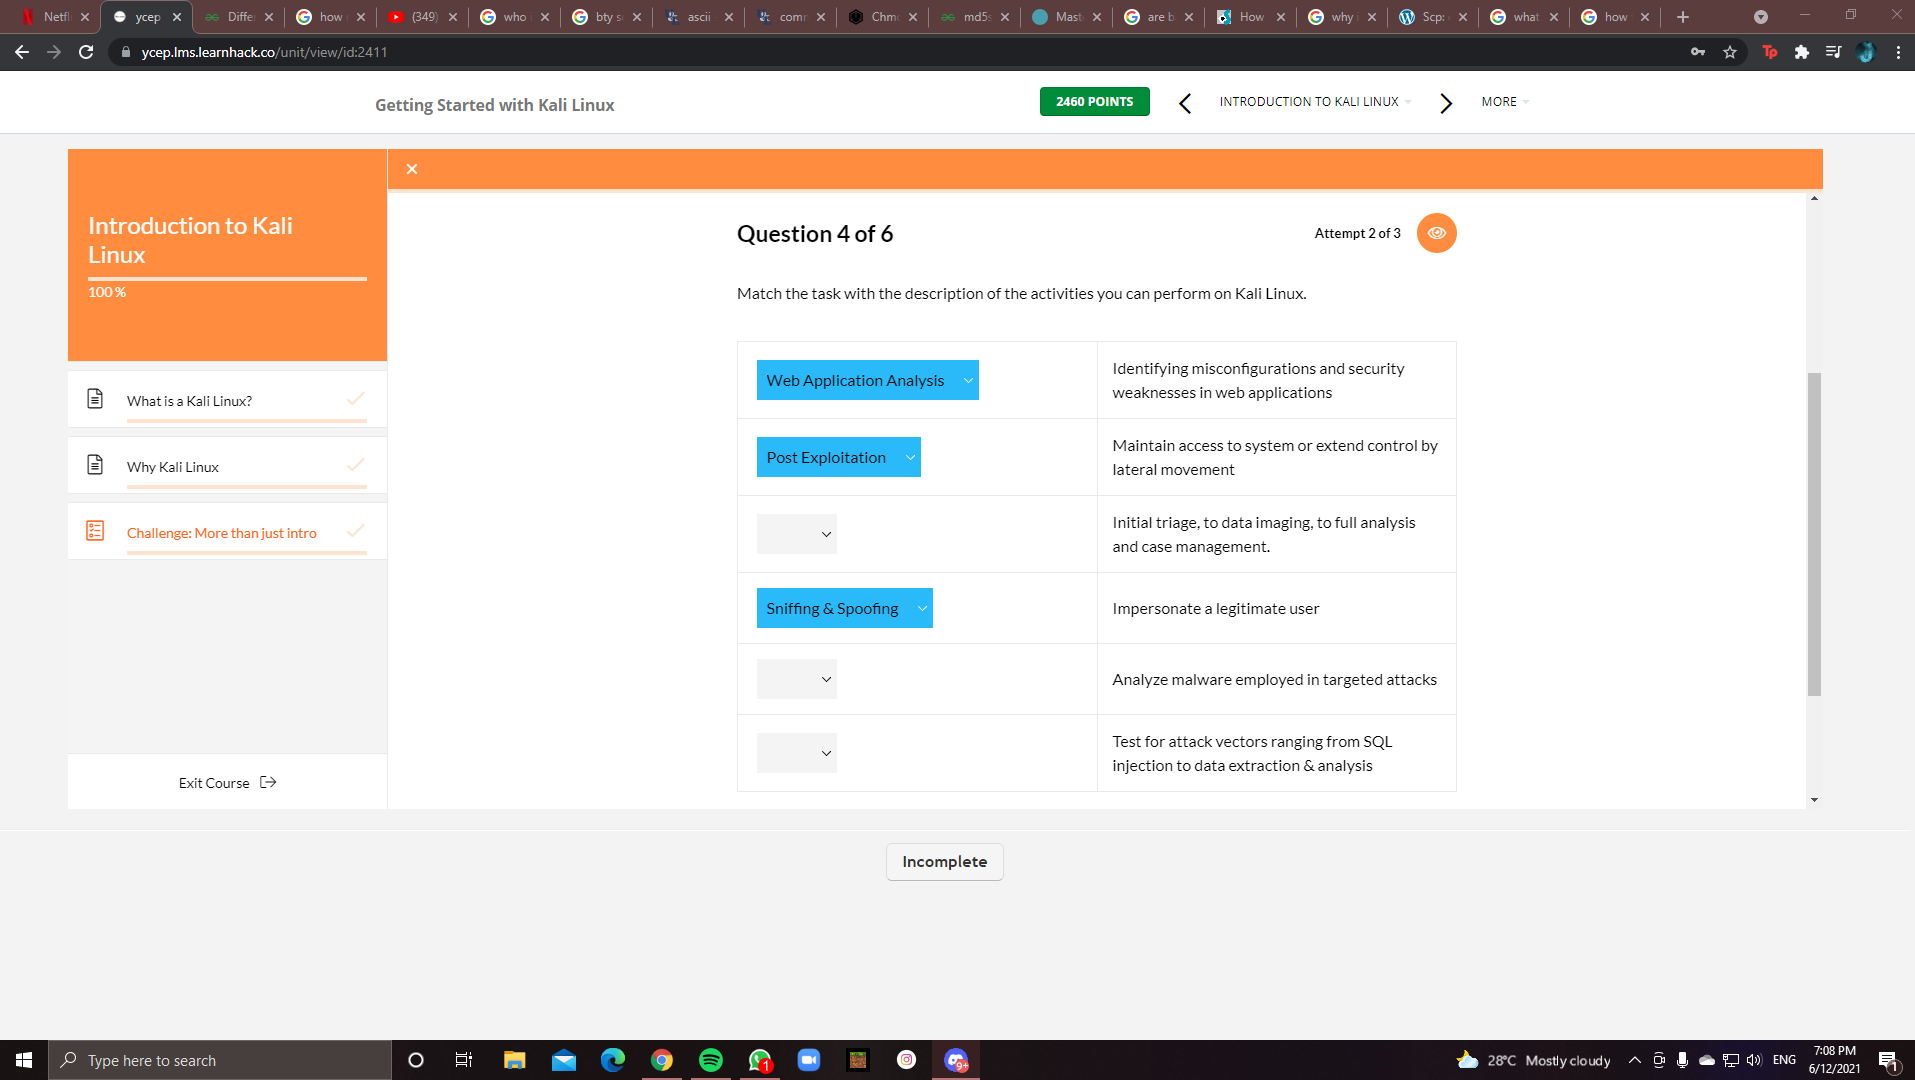 Netfl
ycep
Differ
how
(349)
who
bty s
ascii
comm
Chm
md5s
Mast
are b
How
why i
Scp:
what
how
ycep.lms.learnhack.co/unit/view/id:2411
Getting Started with Kali Linux
2460 POINTS
INTRODUCTION TO KALI LINUX
MORE
Introduction to Kali
Linux
100 %
What is a Kali Linux?
Why Kali Linux
Challenge: More than just intro
Exit Course
Question 4 of 6
Attempt 2 of 3
Match the task with the description of the activities you can perform on Kali Linux.
Web Application Analysis
Identifying misconfigurations and security
weaknesses in web applications
Post Exploitation
Maintain access to system or extend control by
lateral movement
Initial triage, to data imaging, to full analysis
and case management.
Sniffing & Spoofing
Impersonate a legitimate user
Analyze malware employed in targeted attacks
Test for attack vectors ranging from SQL
injection to data extraction & analysis
Incomplete
Type here to search
1
9+
28°C Mostly cloudy
ENG
7:08 PM
6/12/2021
1